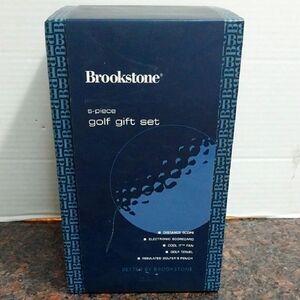 Brookstone®
5-piece
golf gift set
DISTANCE SCOPE
ELECTRONIC SCORECARD
COOL IT™ FAN
GOLF TOWEL
INSULATED GOLFER'S POUCH
BETTER BY BROOKSTONE